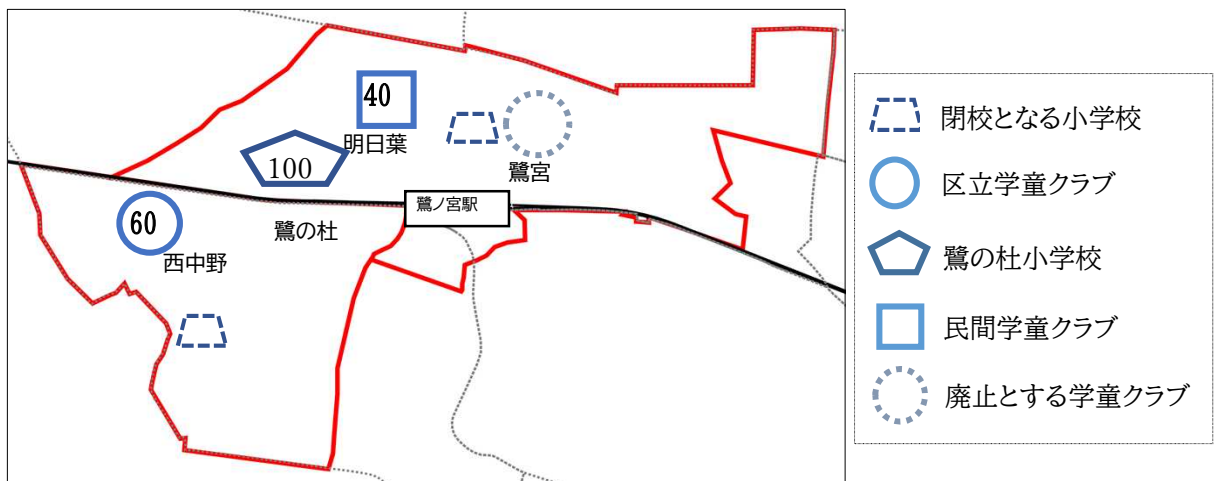 40
明日葉
100
鷺宮
鷺ノ宮駅
60
鷺の杜
西中野
閉校となる小学校
区立学童クラブ
鷺の杜小学校
民間学童クラブ
廃止とする学童クラブ